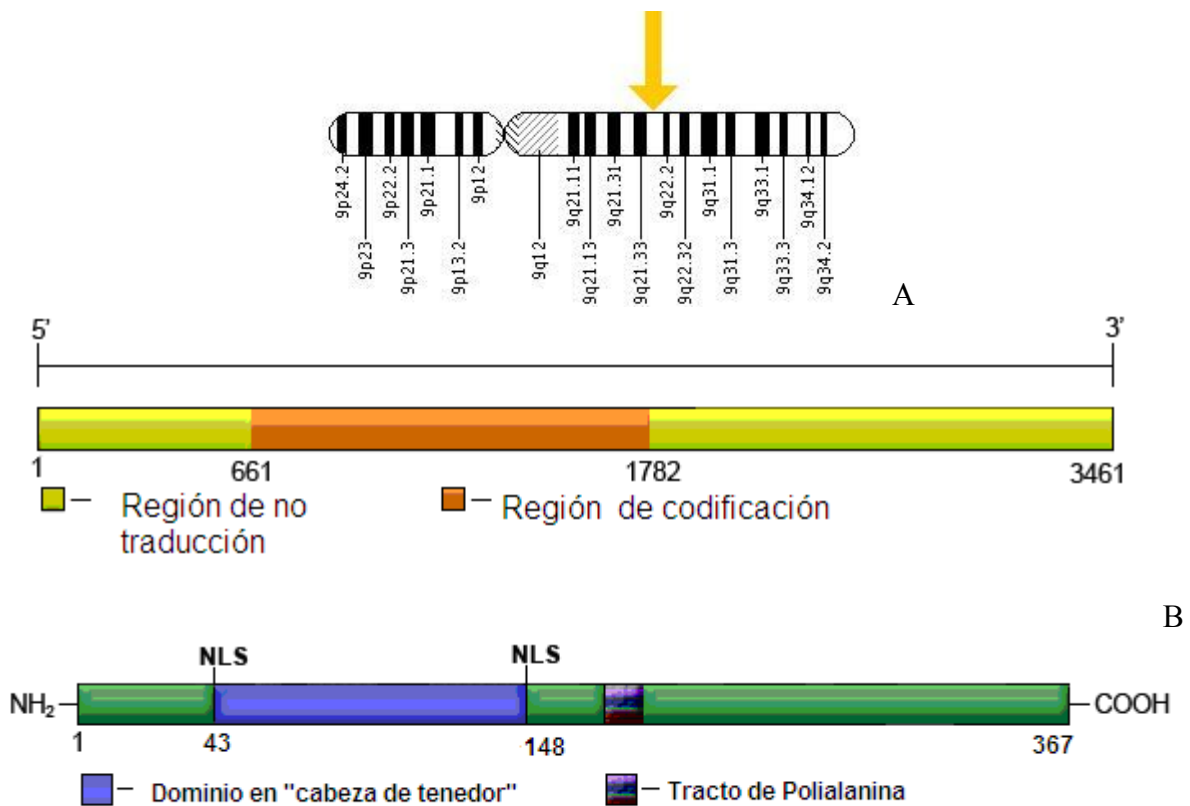 9p24.2
9p23
9p22.2
9p21.3
9p21.1
9p13.2
9p12
9q12
9q21.11
9q21.13
9q21.31
9q21.33
9q22.2
9q22.32
9q31.1
9q31.3
9q33.1
9q33.3
9q34.12
9q34.2
A
5’ 3’
1 661 1782 3461
Región de no
traducción
Región de codificación
B
NLS NLS
NH₂ COOH
1 43 148 367
Dominio en "cabeza de tenedor"
Tracto de Polialanina